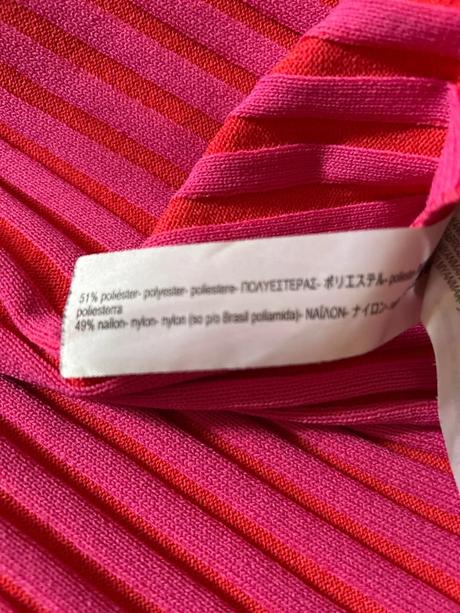 51% poliéster- polyester- poliestere- ΠΟΛΥΕΣΤΕΡΑΣ- ポリエステル- poliester
poliesterra
49% nailon- nylon- nylon (so p/o Brasil poliamida)- ΝΑΪΛΟΝ- ナイロン-